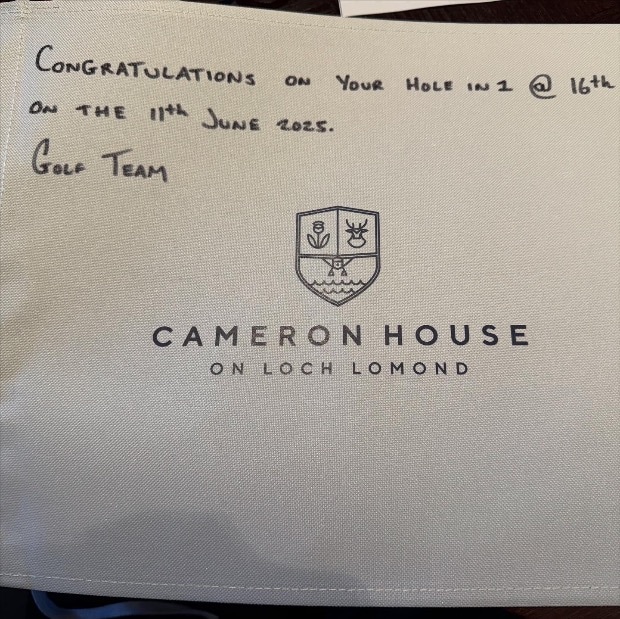 CONGRATULATIONS ON YOUR HOLE IN 1 @ 16th
ON THE 11th JUNE 2025.
GOLF TEAM
CAMERON HOUSE
ON LOCH LOMOND